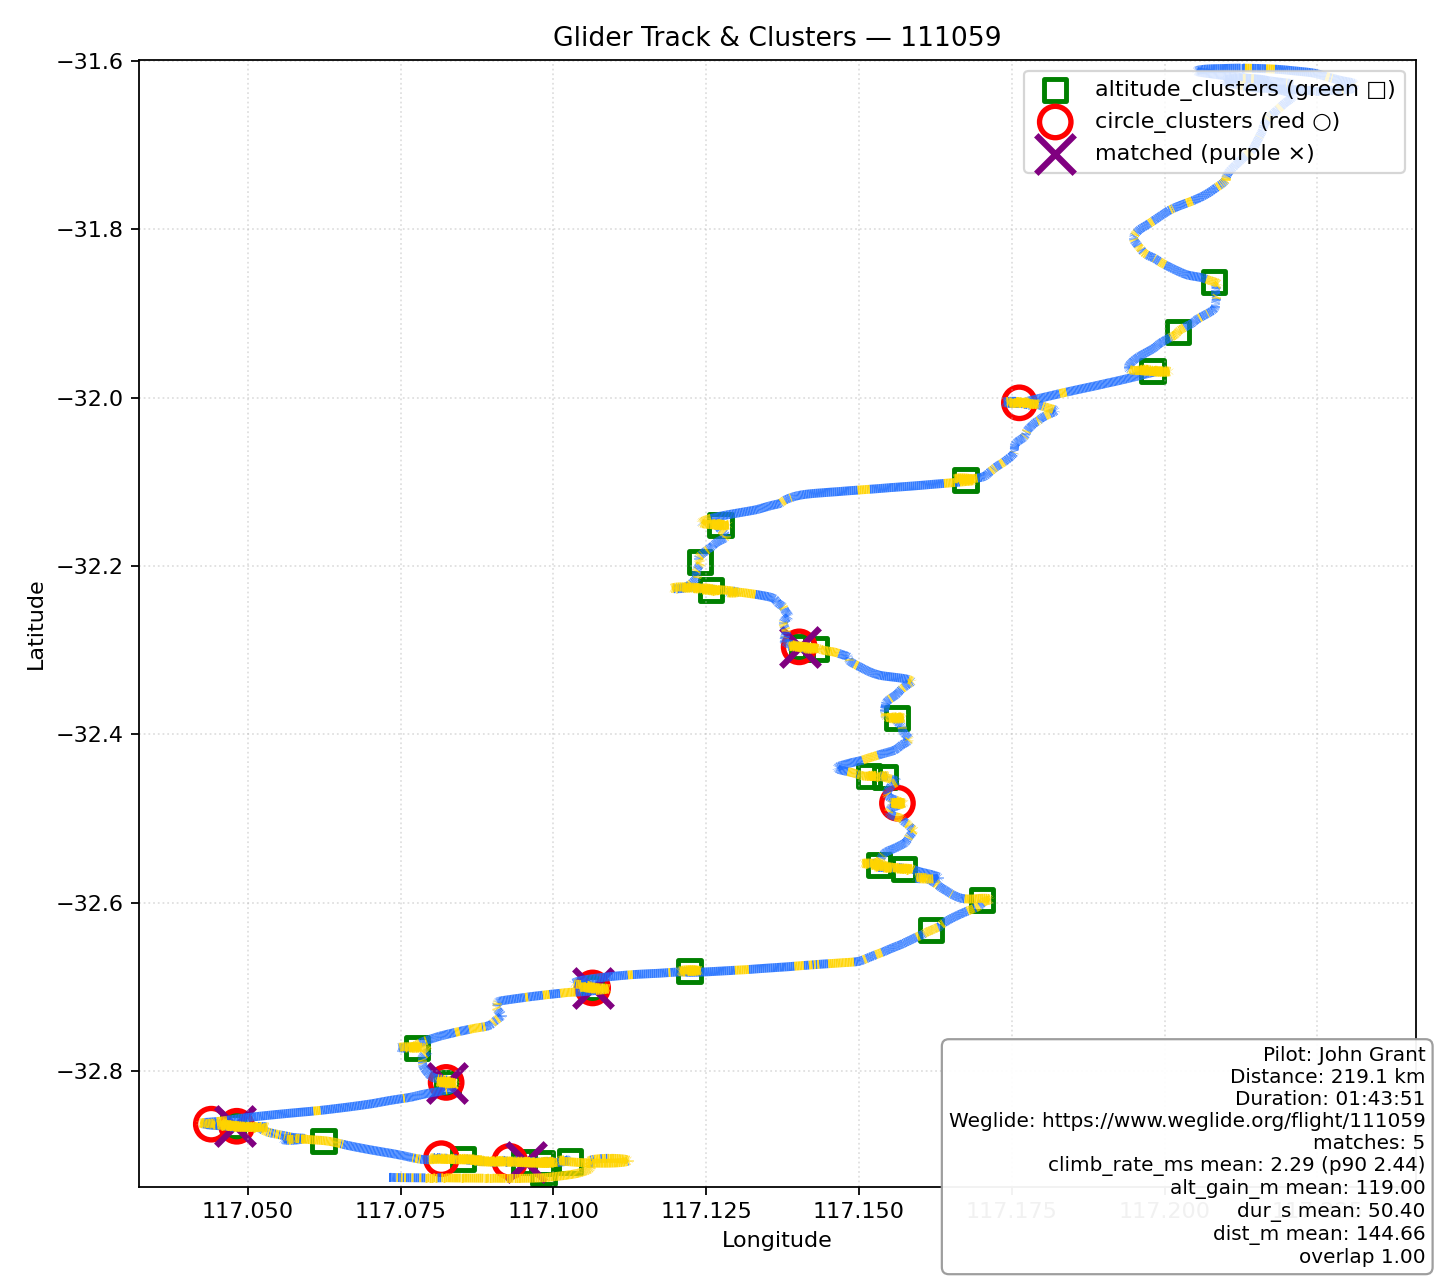 Glider Track & Clusters — 111059
−31.6
−31.8
−32.0
−32.2
−32.4
−32.6
−32.8
Latitude
altitude_clusters (green □)
circle_clusters (red ○)
matched (purple ×)
Pilot: John Grant
Distance: 219.1 km
Duration: 01:43:51
Weglide: https://www.weglide.org/flight/111059
matches: 5
climb_rate_ms mean: 2.29 (p90 2.44)
alt_gain_m mean: 119.00
dur_s mean: 50.40
dist_m mean: 144.66
overlap 1.00
117.050 117.075 117.100 117.125 117.150 117.175 117.200
Longitude